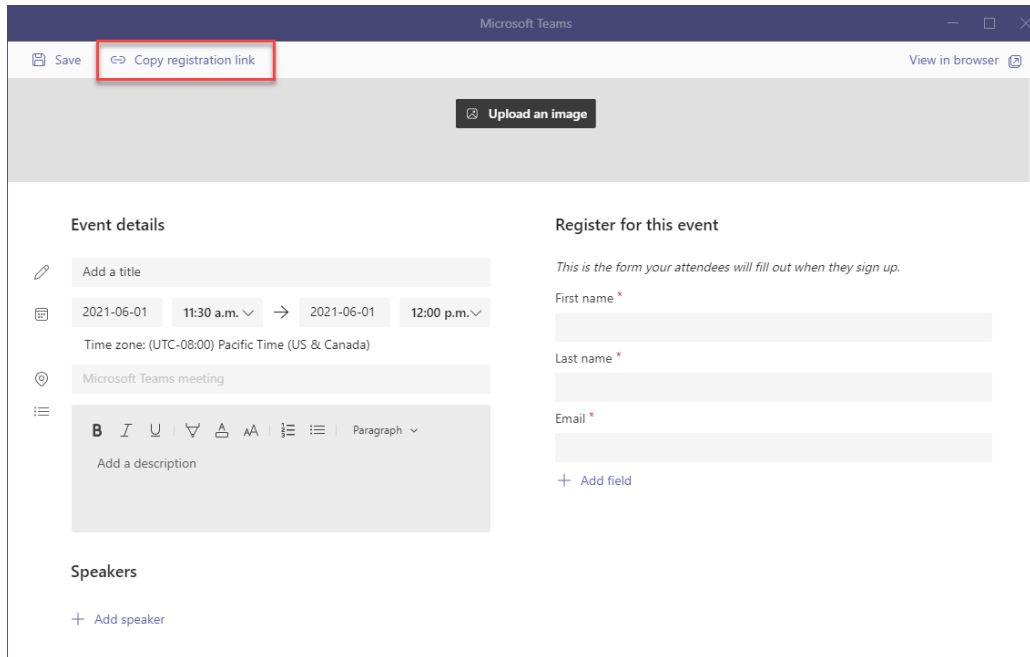 Microsoft Teams
Save
Copy registration link
View in browser
Upload an image
Event details
Add a title
2021-06-01 11:30 a.m. → 2021-06-01 12:00 p.m.
Time zone: (UTC-08:00) Pacific Time (US & Canada)
Microsoft Teams meeting
B I U AA Paragraph
Add a description
Speakers
+ Add speaker
Register for this event
This is the form your attendees will fill out when they sign up.
First name *
Last name *
Email *
+ Add field